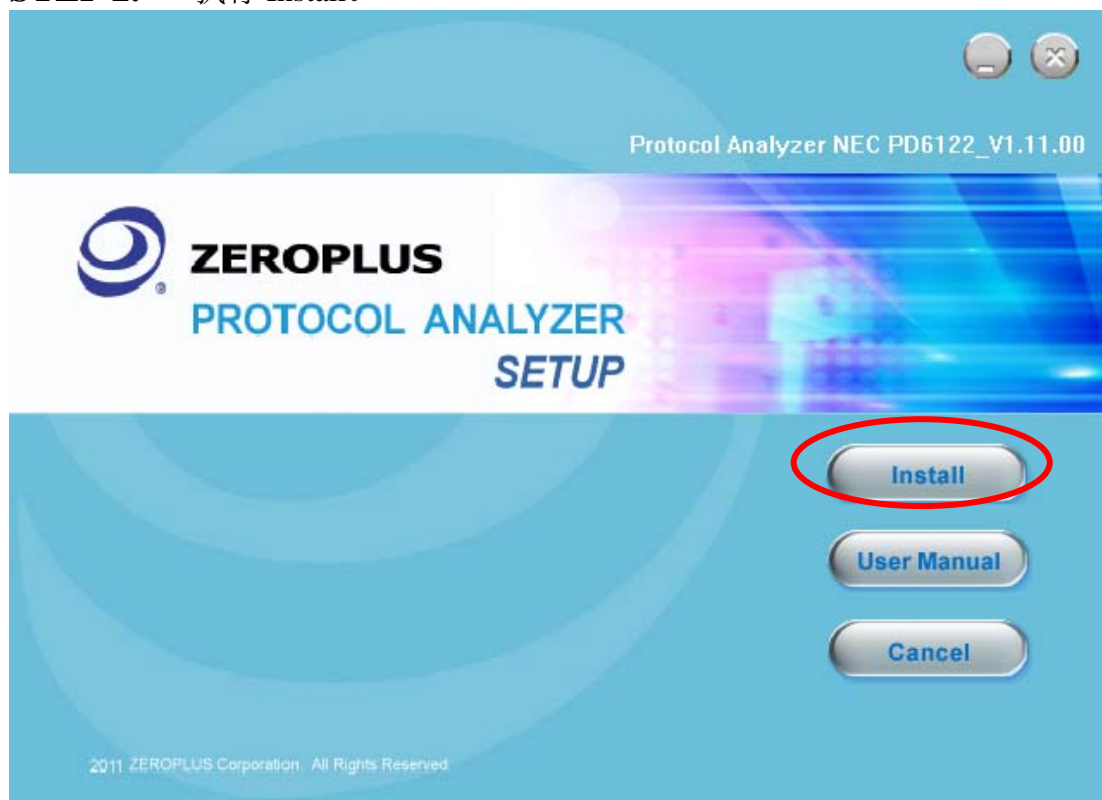 Install
Protocol Analyzer NEC PD6122_V1.11.00
ZEROPLUS
®
PROTOCOL ANALYZER
SETUP
Install
User Manual
Cancel
2011 ZEROPLUS Corporation. All Rights Reserved.